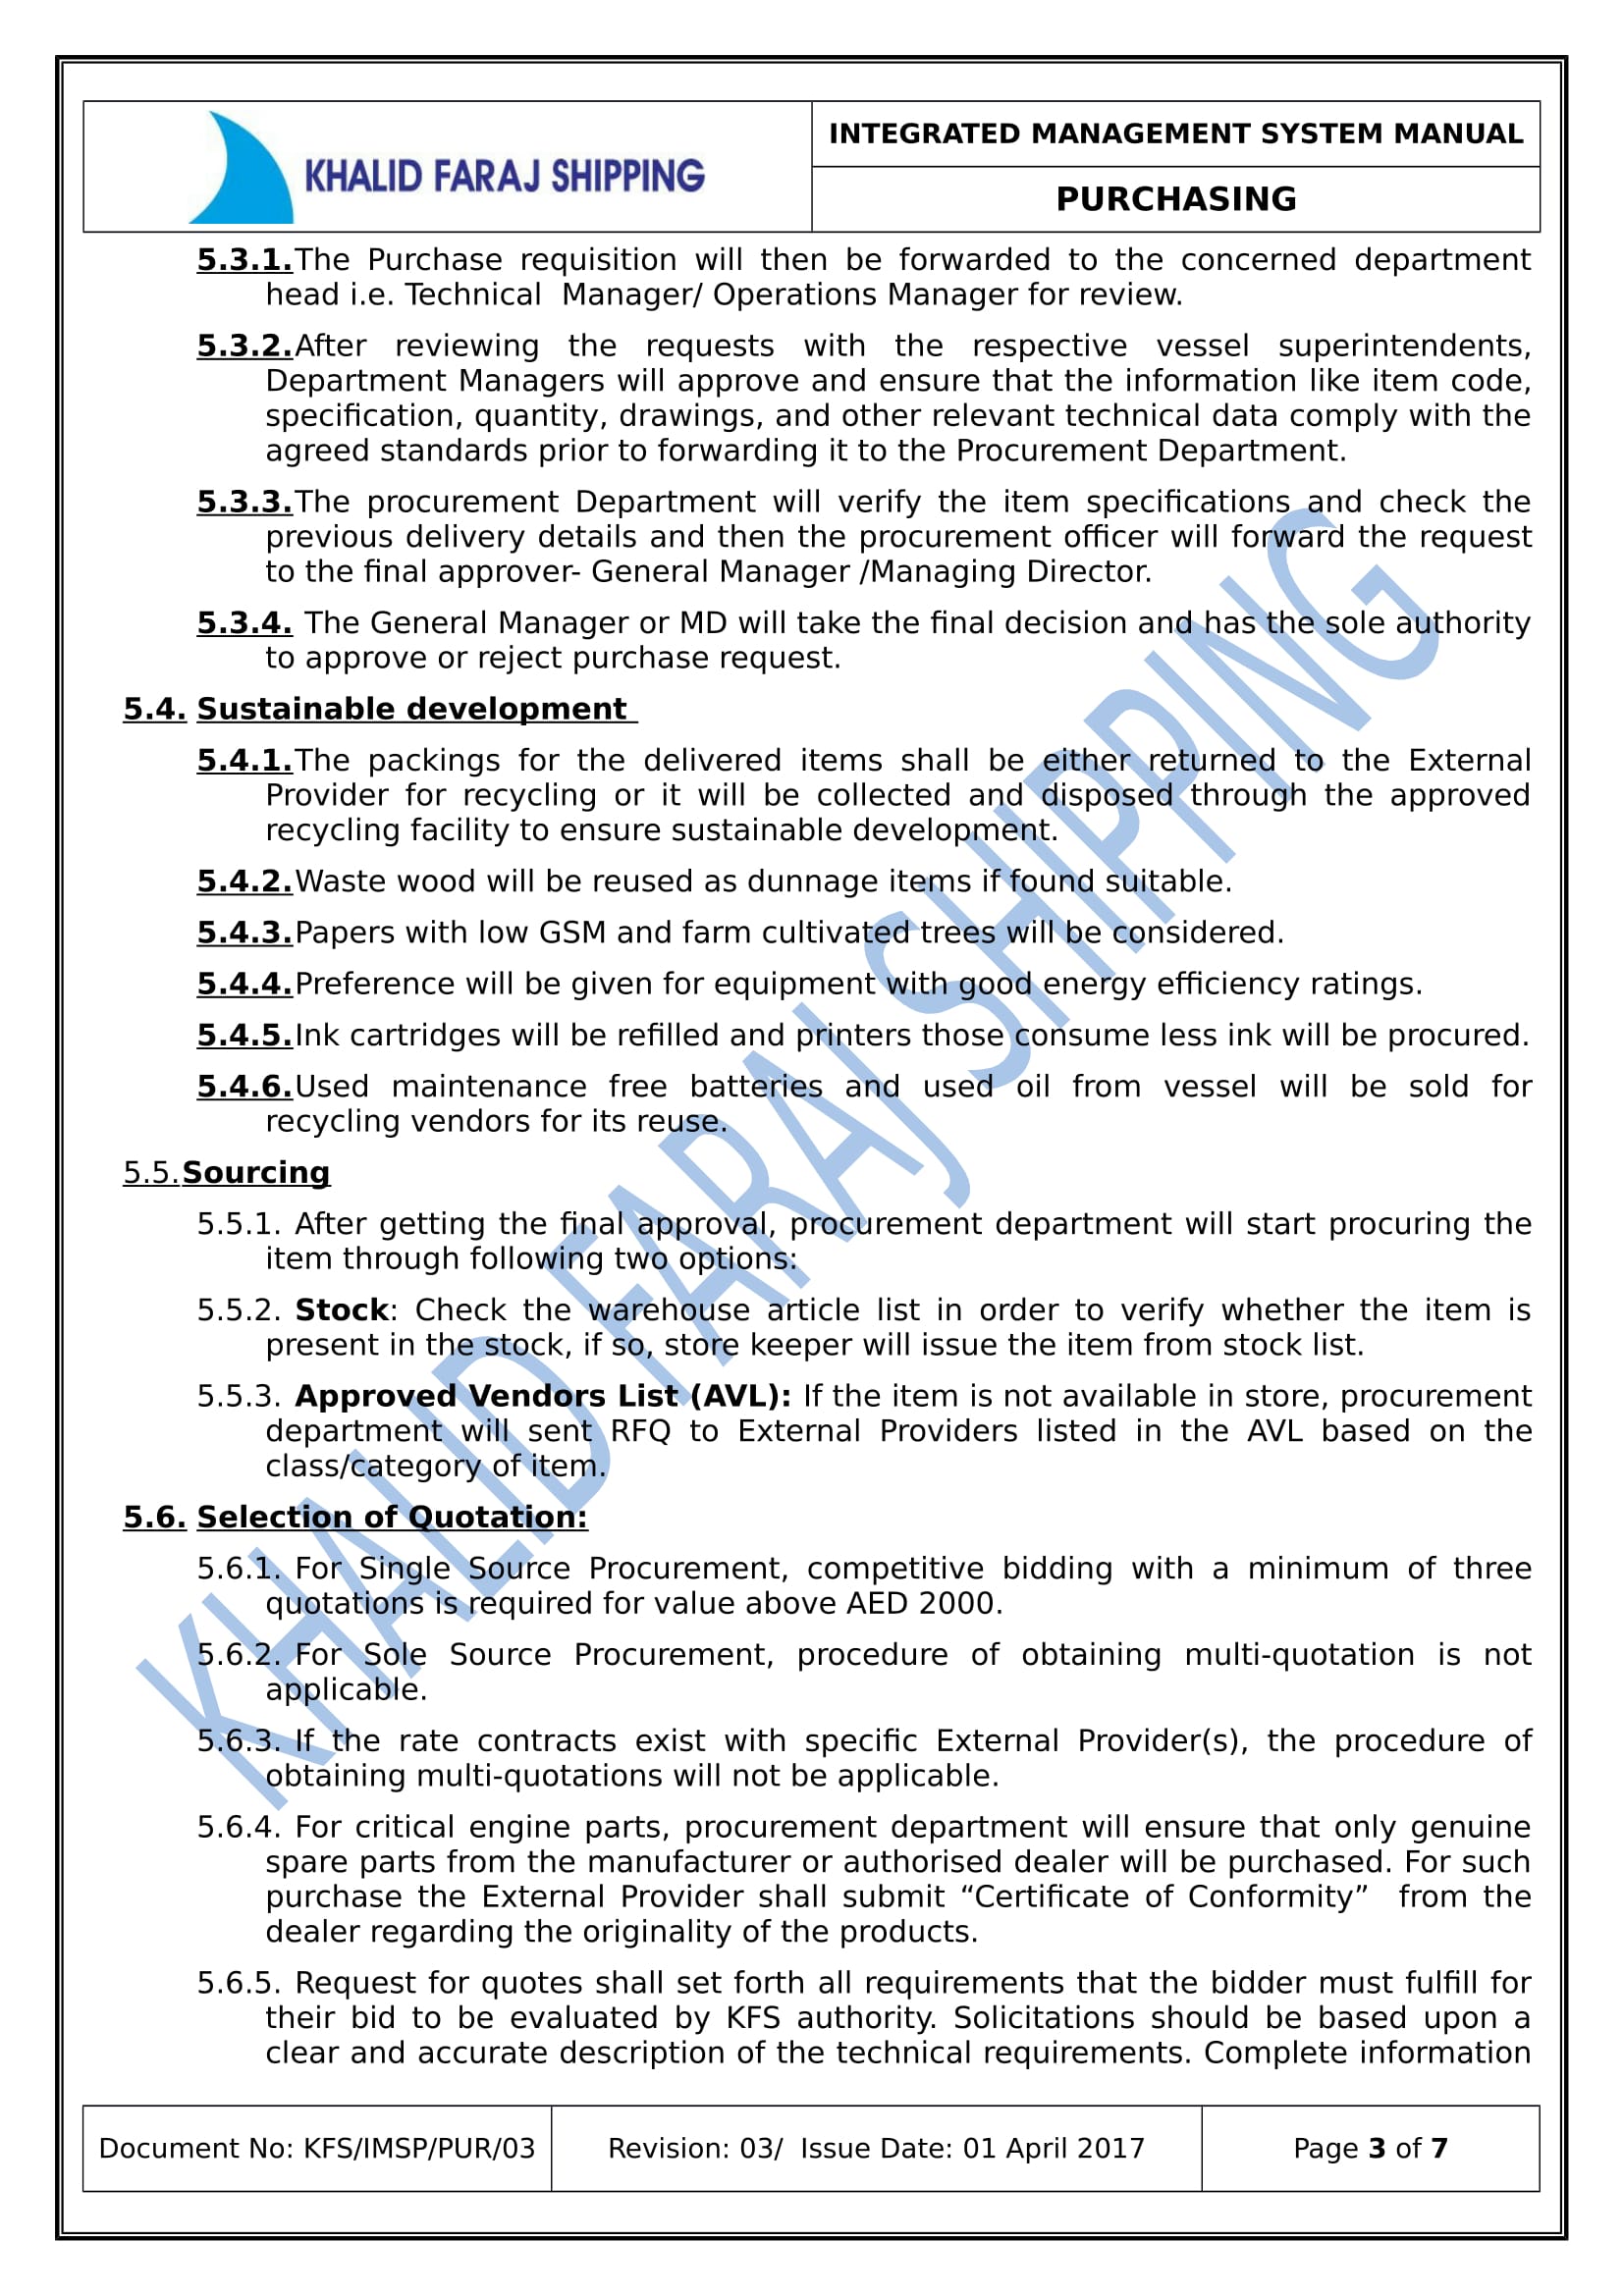 KHALID FARAJ SHIPPING
INTEGRATED MANAGEMENT SYSTEM MANUAL
PURCHASING
5.3.1.The Purchase requisition will then be forwarded to the concerned department
head i.e. Technical  Manager/ Operations Manager for review.
5.3.2.After reviewing the requests with the respective vessel superintendents,
Department Managers will approve and ensure that the information like item code,
specification, quantity, drawings, and other relevant technical data comply with the
agreed standards prior to forwarding it to the Procurement Department.
5.3.3.The procurement Department will verify the item specifications and check the
previous delivery details and then the procurement officer will forward the request
to the final approver- General Manager /Managing Director.
5.3.4. The General Manager or MD will take the final decision and has the sole authority
to approve or reject purchase request.
5.4. Sustainable development
5.4.1.The packings for the delivered items shall be either returned to the External
Provider for recycling or it will be collected and disposed through the approved
recycling facility to ensure sustainable development.
5.4.2.Waste wood will be reused as dunnage items if found suitable.
5.4.3.Papers with low GSM and farm cultivated trees will be considered.
5.4.4.Preference will be given for equipment with good energy efficiency ratings.
5.4.5.Ink cartridges will be refilled and printers those consume less ink will be procured.
5.4.6.Used maintenance free batteries and used oil from vessel will be sold for
recycling vendors for its reuse.
5.5.Sourcing
5.5.1. After getting the final approval, procurement department will start procuring the
item through following two options:
5.5.2. Stock: Check the warehouse article list in order to verify whether the item is
present in the stock, if so, store keeper will issue the item from stock list.
5.5.3. Approved Vendors List (AVL): If the item is not available in store, procurement
department will sent RFQ to External Providers listed in the AVL based on the
class/category of item.
5.6. Selection of Quotation:
5.6.1. For Single Source Procurement, competitive bidding with a minimum of three
quotations is required for value above AED 2000.
5.6.2. For Sole Source Procurement, procedure of obtaining multi-quotation is not
applicable.
5.6.3. If the rate contracts exist with specific External Provider(s), the procedure of
obtaining multi-quotations will not be applicable.
5.6.4. For critical engine parts, procurement department will ensure that only genuine
spare parts from the manufacturer or authorised dealer will be purchased. For such
purchase the External Provider shall submit “Certificate of Conformity”  from the
dealer regarding the originality of the products.
5.6.5. Request for quotes shall set forth all requirements that the bidder must fulfill for
their bid to be evaluated by KFS authority. Solicitations should be based upon a
clear and accurate description of the technical requirements. Complete information
KHALID FARAJ SHIPPING
Document No: KFS/IMSP/PUR/03
Revision: 03/  Issue Date: 01 April 2017
Page 3 of 7